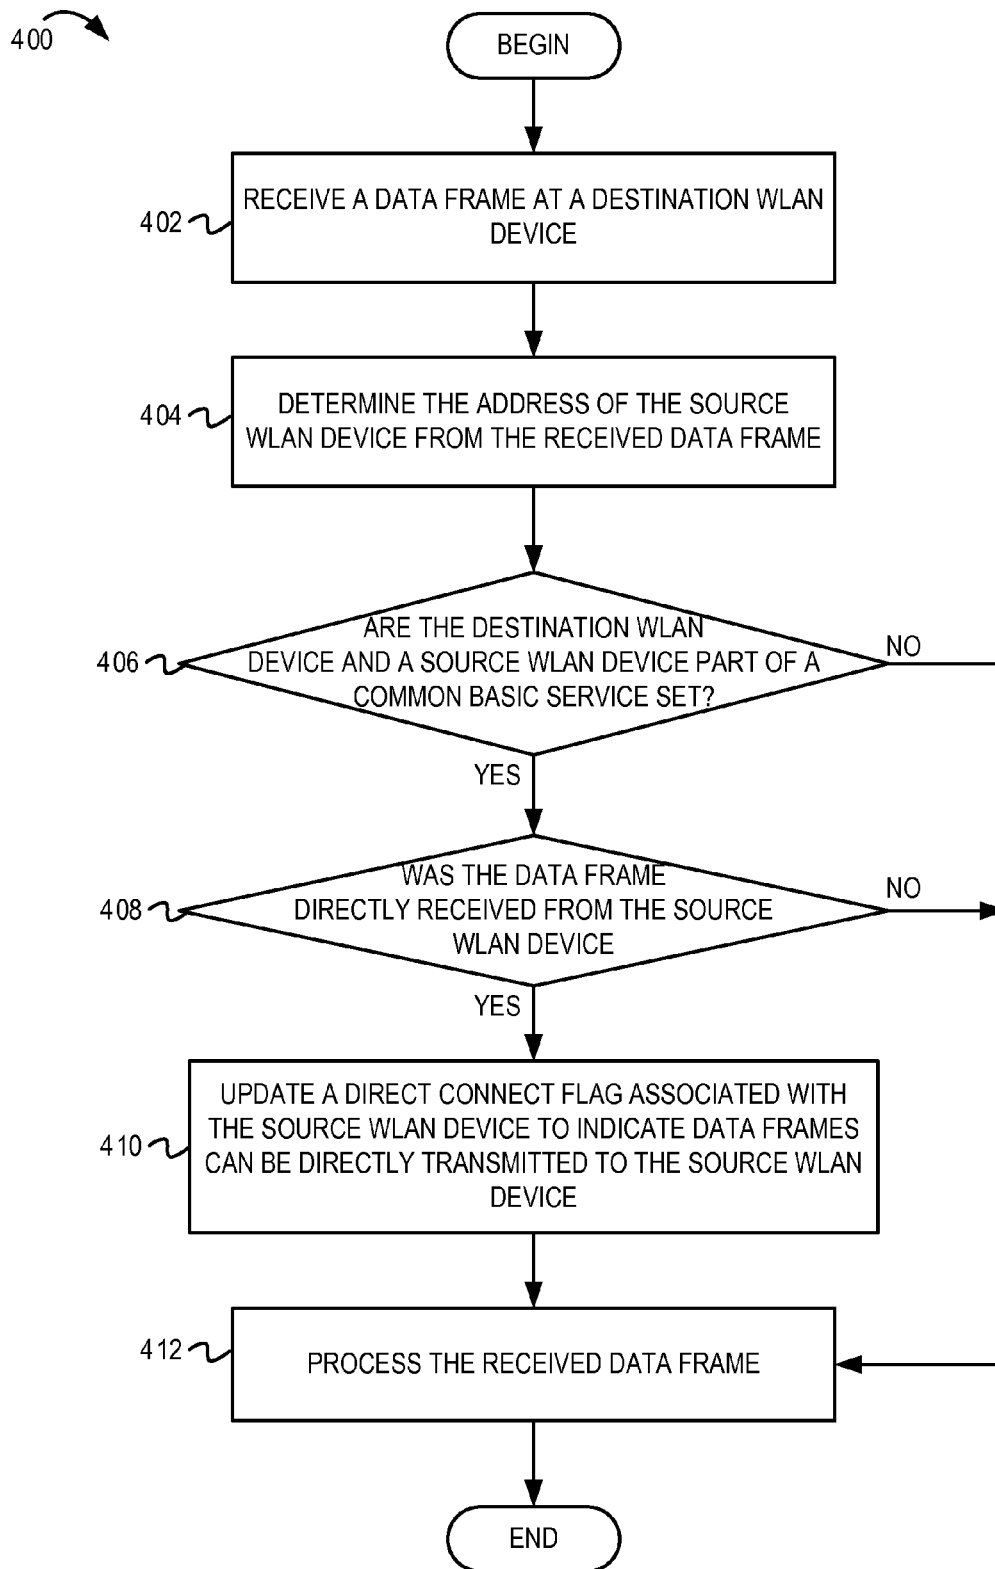 400
BEGIN
402
RECEIVE A DATA FRAME AT A DESTINATION WLAN
DEVICE
404
DETERMINE THE ADDRESS OF THE SOURCE
WLAN DEVICE FROM THE RECEIVED DATA FRAME
406
ARE THE DESTINATION WLAN
DEVICE AND A SOURCE WLAN DEVICE PART OF A
COMMON BASIC SERVICE SET?
NO
YES
408
WAS THE DATA FRAME
DIRECTLY RECEIVED FROM THE SOURCE
WLAN DEVICE
NO
YES
410
UPDATE A DIRECT CONNECT FLAG ASSOCIATED WITH
THE SOURCE WLAN DEVICE TO INDICATE DATA FRAMES
CAN BE DIRECTLY TRANSMITTED TO THE SOURCE WLAN
DEVICE
412
PROCESS THE RECEIVED DATA FRAME
END